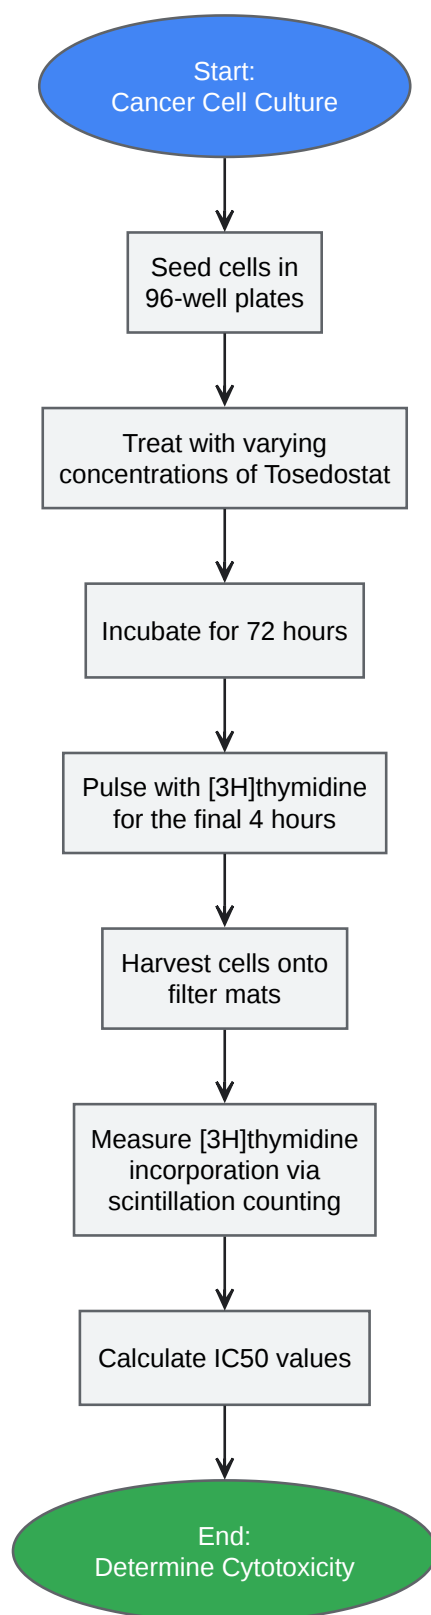 Start:
Cancer Cell Culture
Seed cells in
96-well plates
Treat with varying
concentrations of Tosedostat
Incubate for 72 hours
Pulse with [3H]thymidine
for the final 4 hours
Harvest cells onto
filter mats
Measure [3H]thymidine
incorporation via
scintillation counting
Calculate IC50 values
End:
Determine Cytotoxicity